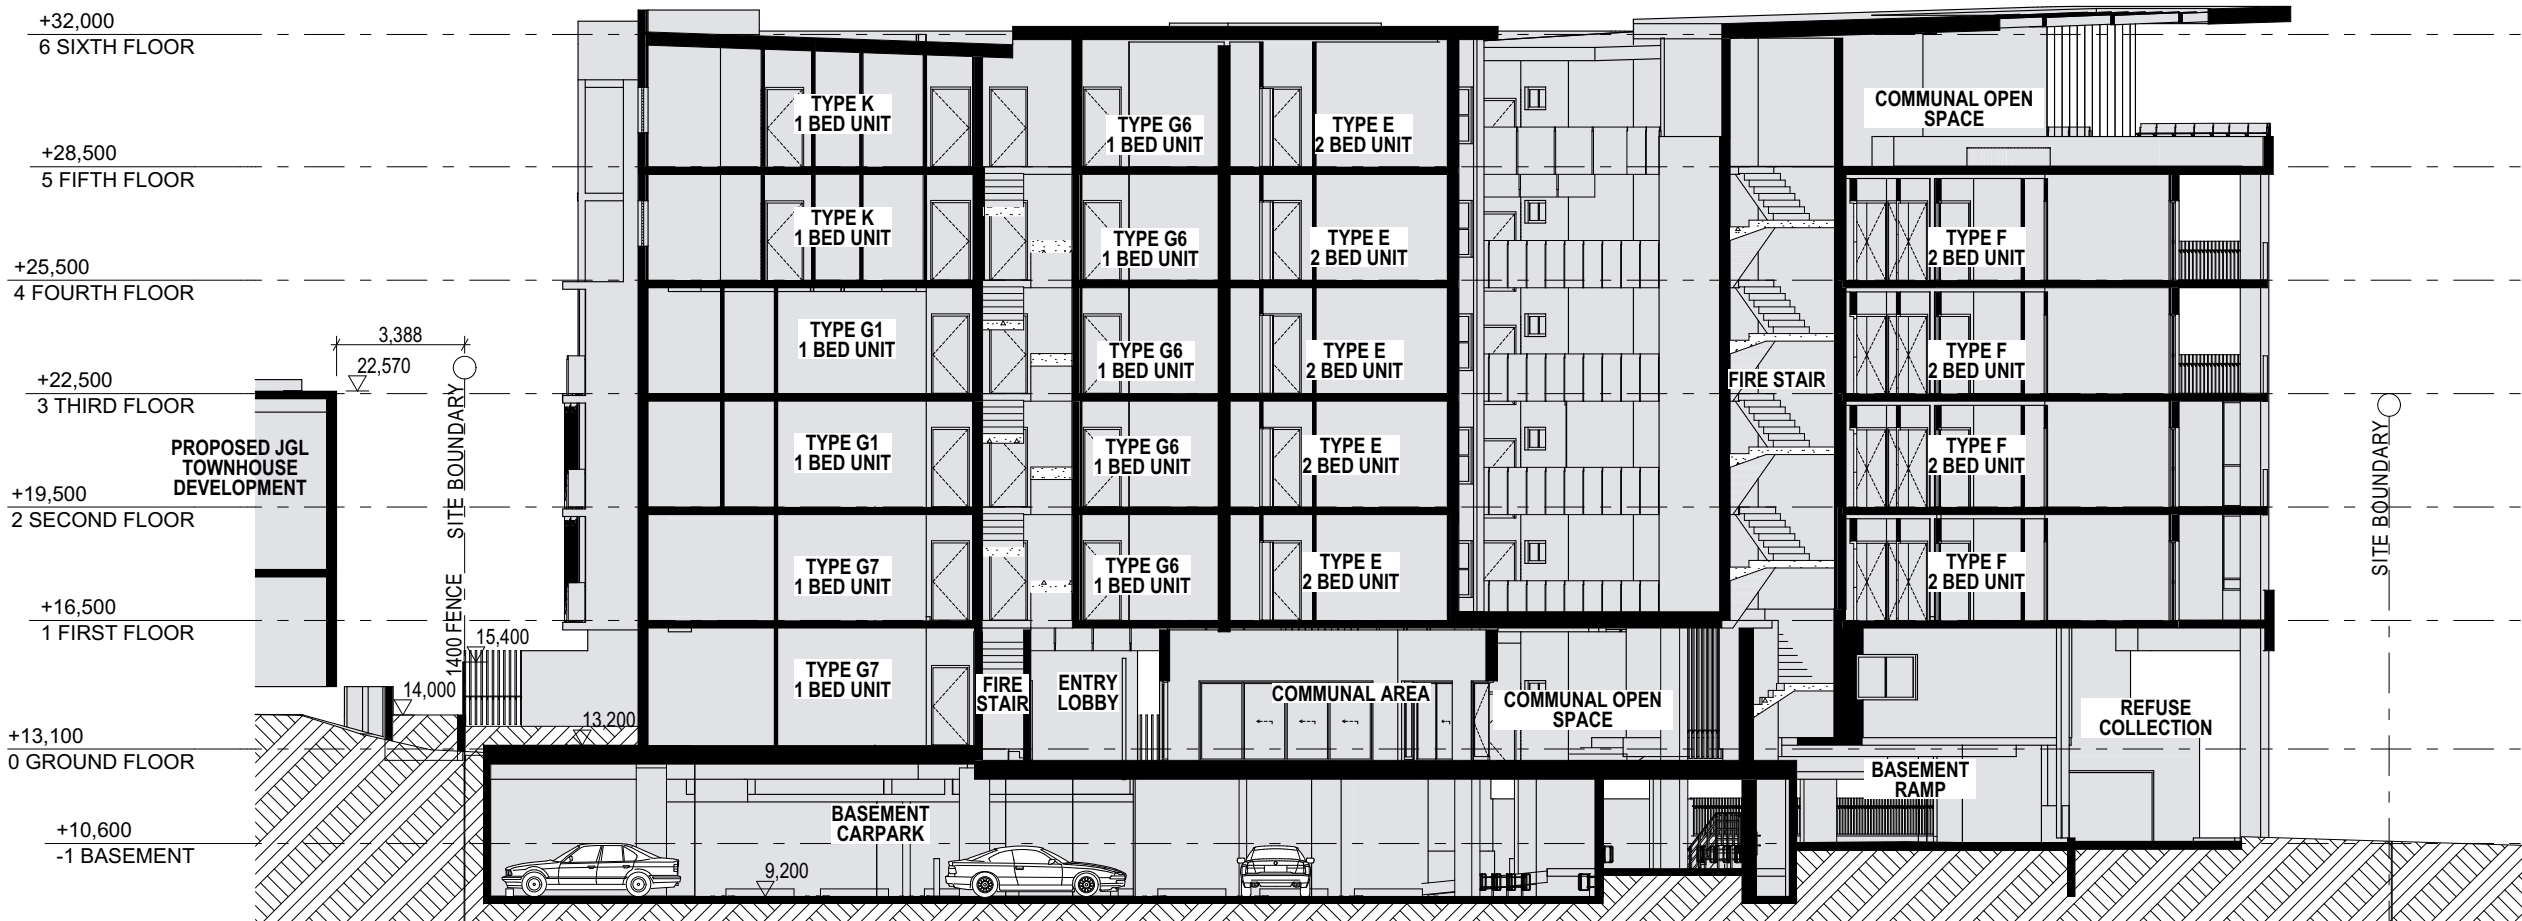 +32,000
6 SIXTH FLOOR
+28,500
5 FIFTH FLOOR
+25,500
4 FOURTH FLOOR
+22,500
3 THIRD FLOOR
+19,500
2 SECOND FLOOR
+16,500
1 FIRST FLOOR
+13,100
0 GROUND FLOOR
+10,600
-1 BASEMENT
3,388
22,570
PROPOSED JGL
TOWNHOUSE
DEVELOPMENT
1400 FENCE
SITE BOUNDARY
15,400
14,000
13,200
TYPE K
1 BED UNIT
TYPE K
1 BED UNIT
TYPE G1
1 BED UNIT
TYPE G1
1 BED UNIT
TYPE G7
1 BED UNIT
TYPE G7
1 BED UNIT
FIRE
STAIR
ENTRY
LOBBY
TYPE G6
1 BED UNIT
TYPE G6
1 BED UNIT
TYPE G6
1 BED UNIT
TYPE G6
1 BED UNIT
TYPE G6
1 BED UNIT
TYPE E
2 BED UNIT
TYPE E
2 BED UNIT
TYPE E
2 BED UNIT
TYPE E
2 BED UNIT
TYPE E
2 BED UNIT
COMMUNAL AREA
COMMUNAL OPEN
SPACE
FIRE STAIR
COMMUNAL OPEN
SPACE
TYPE F
2 BED UNIT
TYPE F
2 BED UNIT
TYPE F
2 BED UNIT
TYPE F
2 BED UNIT
REFUSE
COLLECTION
BASEMENT
RAMP
BASEMENT
CARPARK
9,200
SITE BOUNDARY